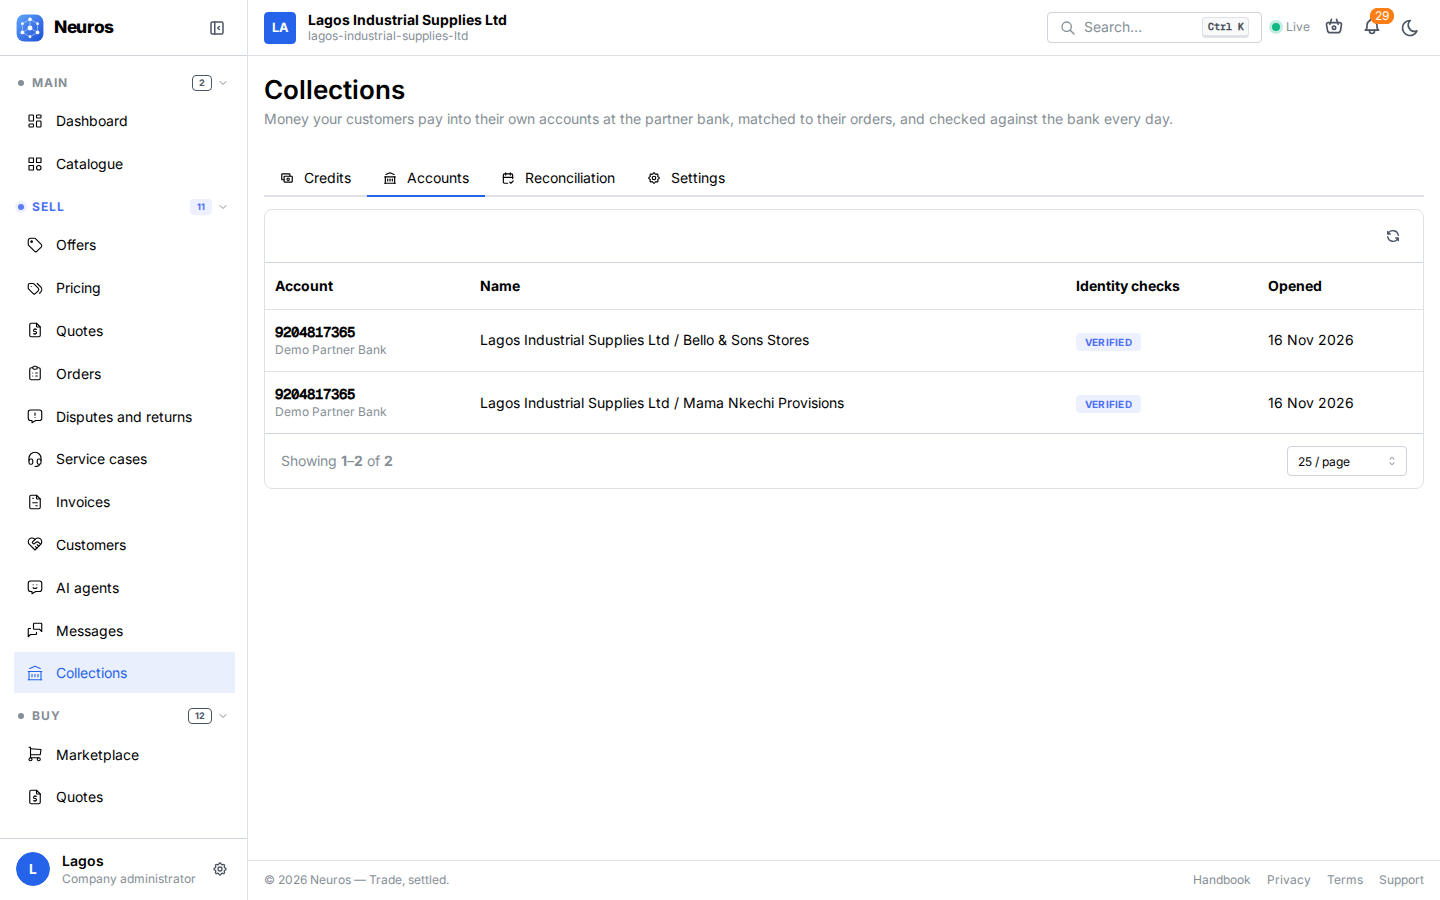 Neuros
MAIN
2
Dashboard
Catalogue
SELL
11
Offers
Pricing
Quotes
Orders
Disputes and returns
Service cases
Invoices
Customers
AI agents
Messages
Collections
BUY
12
Marketplace
Quotes
L
Lagos
Company administrator
LA
Lagos Industrial Supplies Ltd
lagos-industrial-supplies-ltd
Search...
Ctrl K
Live
29
Collections
Money your customers pay into their own accounts at the partner bank, matched to their orders, and checked against the bank every day.
Credits
Accounts
Reconciliation
Settings
Account Name Identity checks Opened
9204817365
Demo Partner Bank
Lagos Industrial Supplies Ltd / Bello & Sons Stores
VERIFIED
16 Nov 2026
9204817365
Demo Partner Bank
Lagos Industrial Supplies Ltd / Mama Nkechi Provisions
VERIFIED
16 Nov 2026
Showing 1–2 of 2
25 / page
© 2026 Neuros — Trade, settled.
Handbook Privacy Terms Support